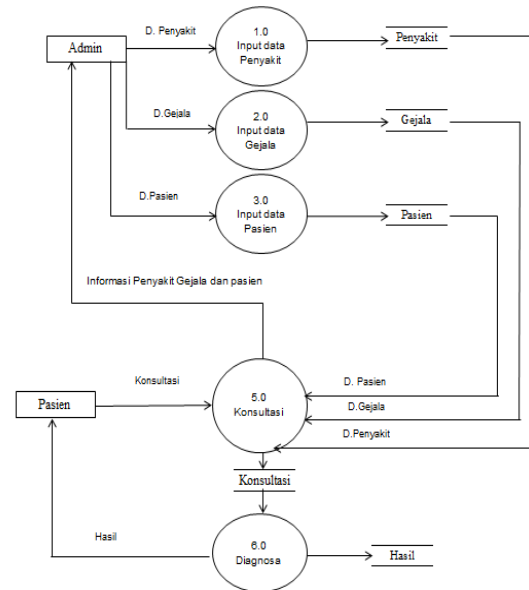 D. Penyakit
1.0
Input data
Penyakit
Penyakit
Admin
D.Gejala
2.0
Input data
Gejala
Gejala
D.Pasien
3.0
Input data
Pasien
Pasien
Informasi Penyakit Gejala dan pasien
Konsultasi
Pasien
5.0
Konsultasi
D. Pasien
D.Gejala
D.Penyakit
Konsultasi
Hasil
6.0
Diagnosa
Hasil